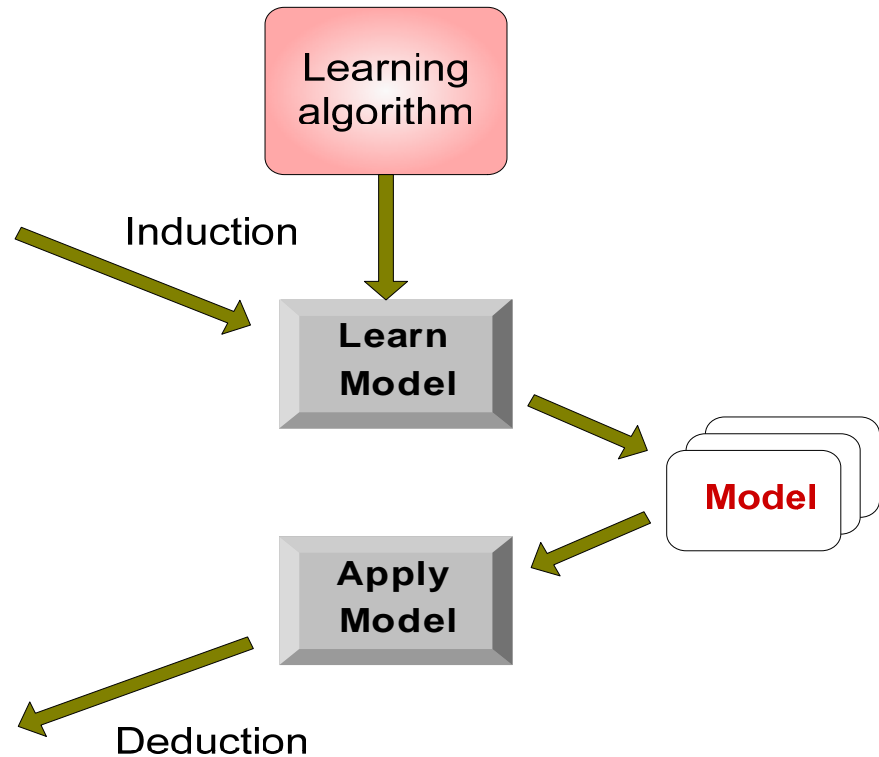 Learning
algorithm
Induction
Learn
Model
Model
Apply
Model
Deduction